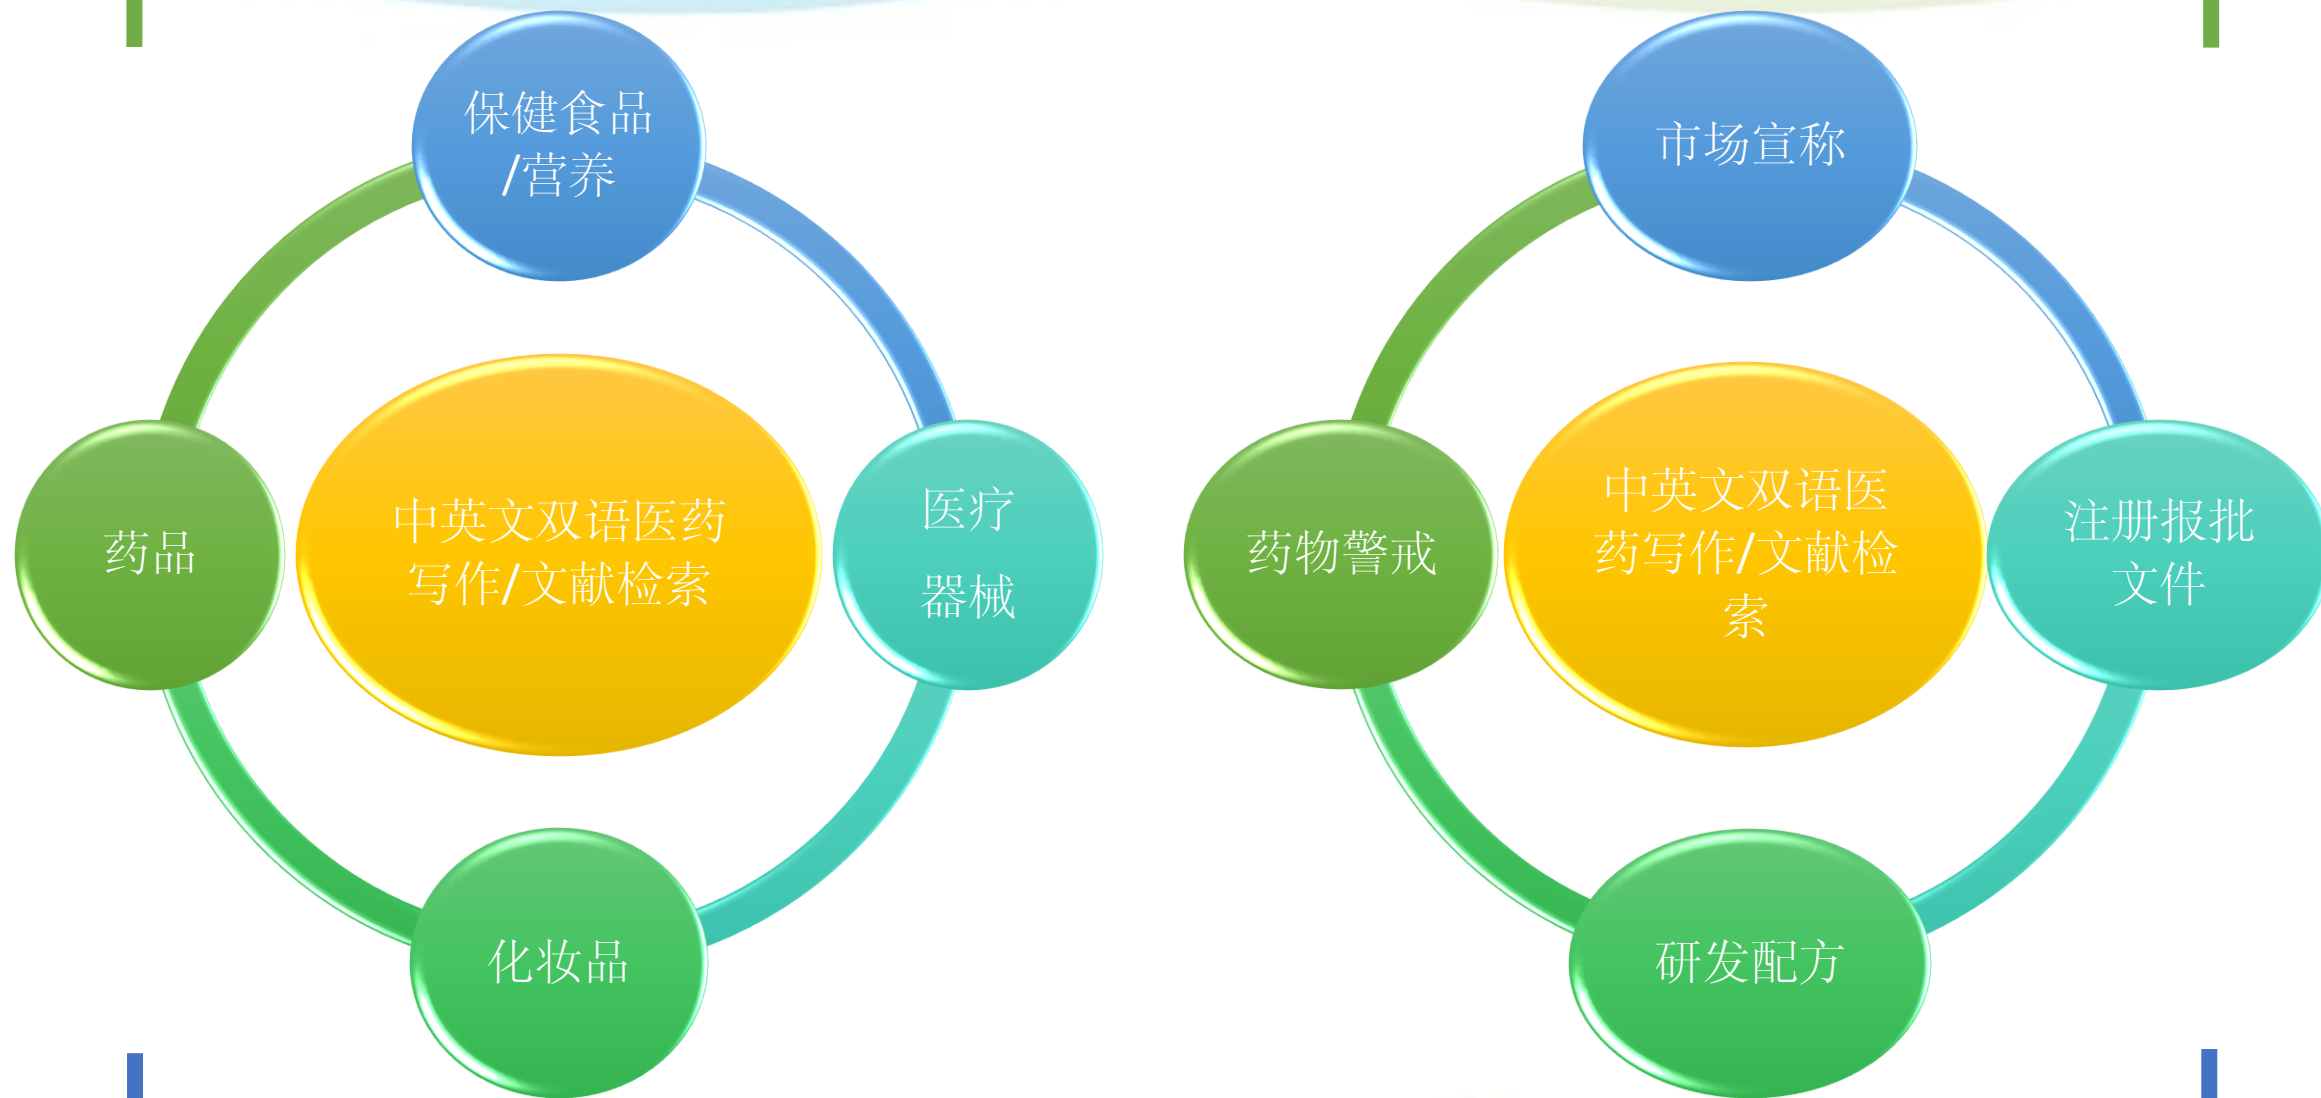 保健食品
/营养
药品
中英文双语医药
写作/文献检索
医疗
器械
化妆品
市场宣称
药物警戒
中英文双语医
药写作/文献检
索
注册报批
文件
研发配方